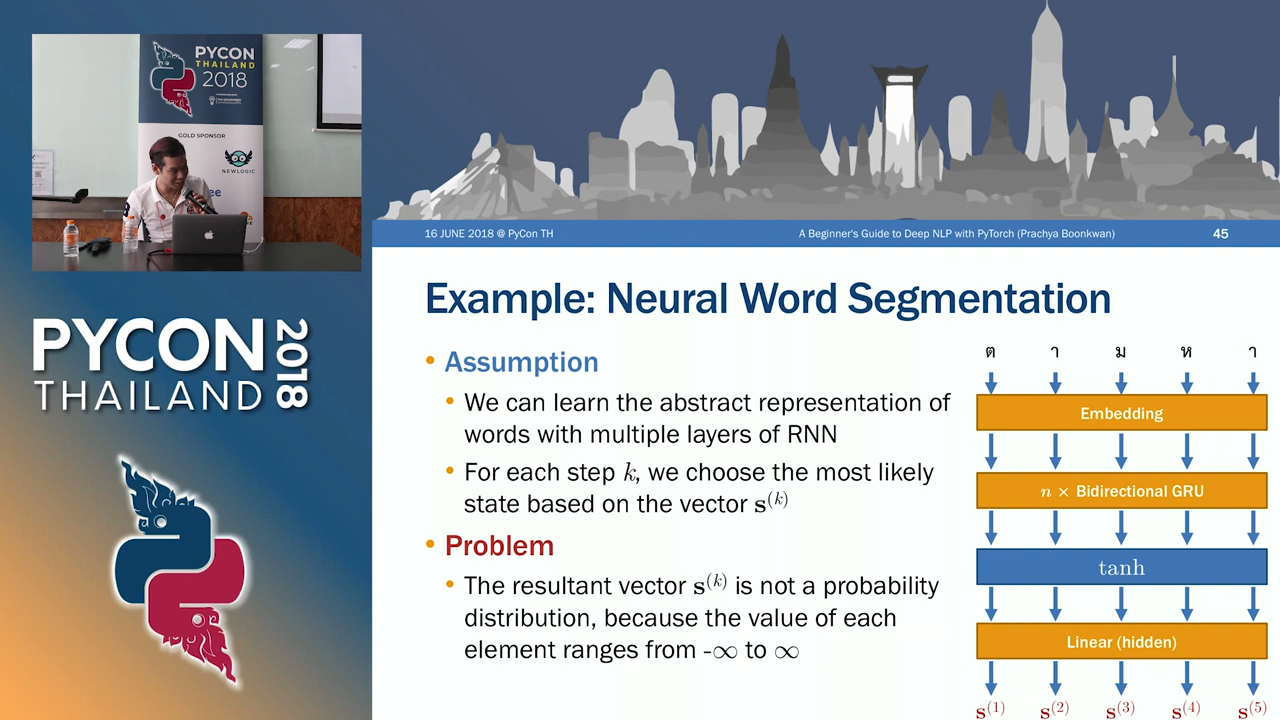 PYCON
THAILAND
2018
GOLD SPONSOR
NEWLOGIC
PYCON
THAILAND
2018
16 JUNE 2018 @ PyCon TH
A Beginner's Guide to Deep NLP with PyTorch (Prachya Boonkwan)
45
Example: Neural Word Segmentation
• Assumption
• We can learn the abstract representation of
words with multiple layers of RNN
• For each step k, we choose the most likely
state based on the vector s⁽ᵏ⁾
• Problem
• The resultant vector s⁽ᵏ⁾ is not a probability
distribution, because the value of each
element ranges from -∞ to ∞
ต า ม ห า
Embedding
n × Bidirectional GRU
tanh
Linear (hidden)
s⁽¹⁾ s⁽²⁾ s⁽³⁾ s⁽⁴⁾ s⁽⁵⁾